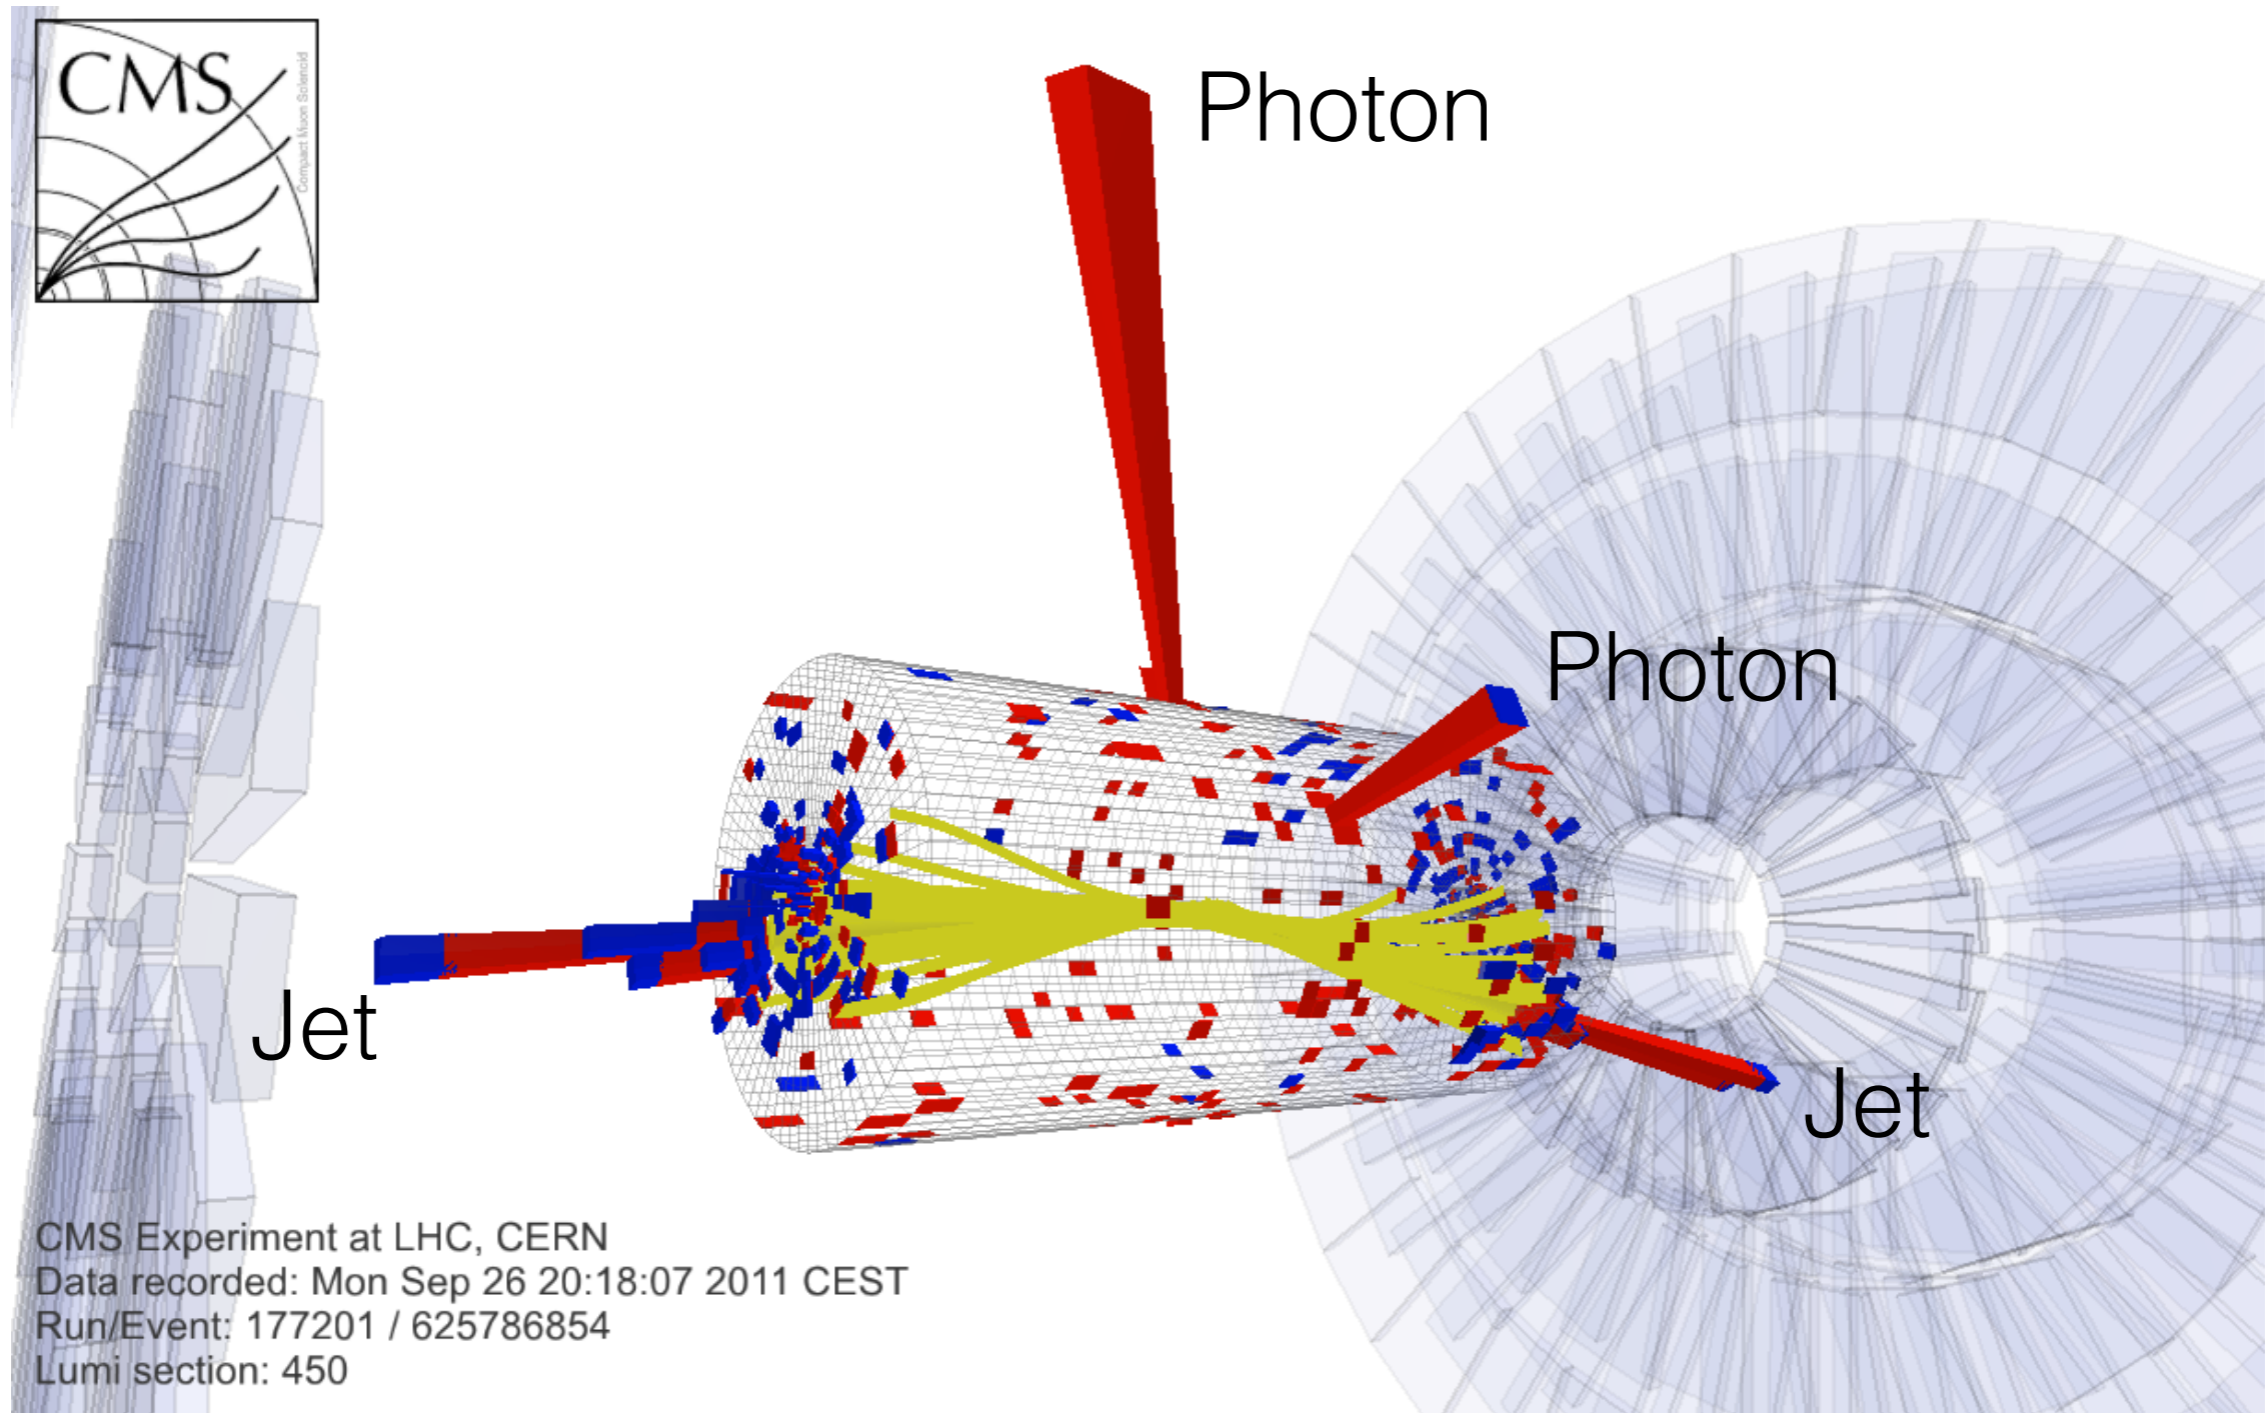 CMS
Compact Muon Solenoid
Photon
Photon
Jet
Jet
CMS Experiment at LHC, CERN
Data recorded: Mon Sep 26 20:18:07 2011 CEST
Run/Event: 177201 / 625786854
Lumi section: 450